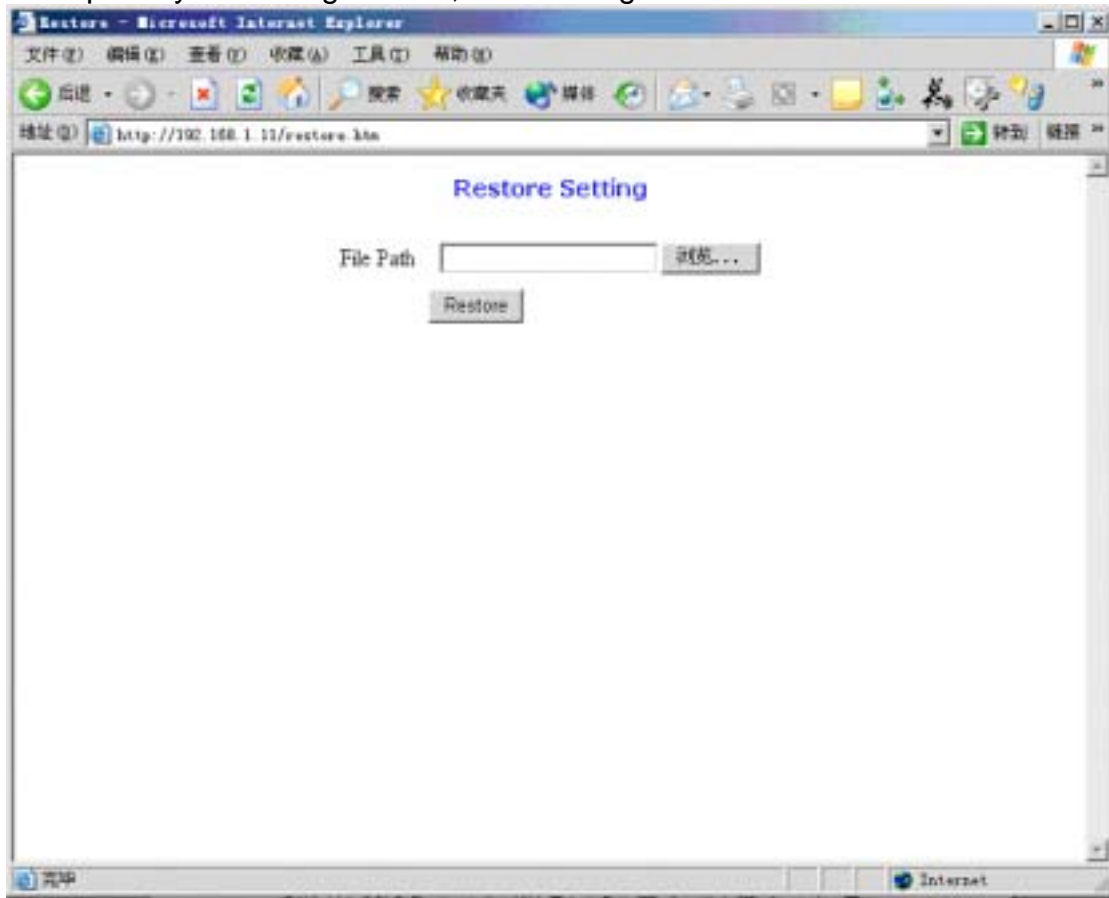 Restore - Microsoft Internet Explorer
文件(F) 编辑(E) 查看(V) 收藏(A) 工具(T) 帮助(H)
后退 搜索 收藏夹 媒体
地址(D) http://192.168.1.11/restore.htm 转到 链接 »
Restore Setting
File Path 浏览...
Restore
完毕 Internet